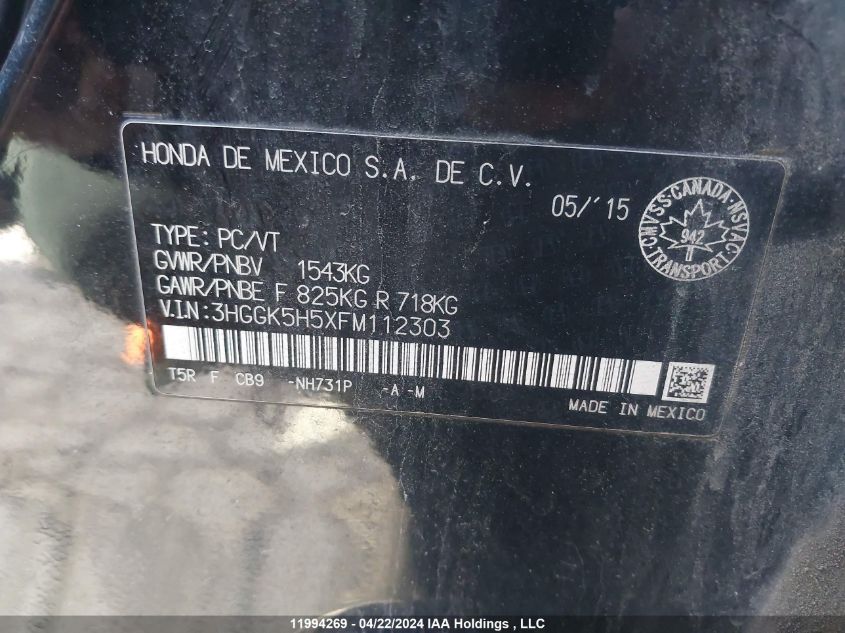 HONDA DE MEXICO S.A. DE C.V.
05/'15
CMVSS·CANADA·NSVAC·TRANSPORT·
942
TYPE: PC/VT
GVWR/PNBV 1543KG
GAWR/PNBE F 825KG R 718KG
V.IN: 3HGGK5H5XFM112303
T5R F CB9 -NH731P -A -M
MADE IN MEXICO
11994269 - 04/22/2024 IAA Holdings , LLC